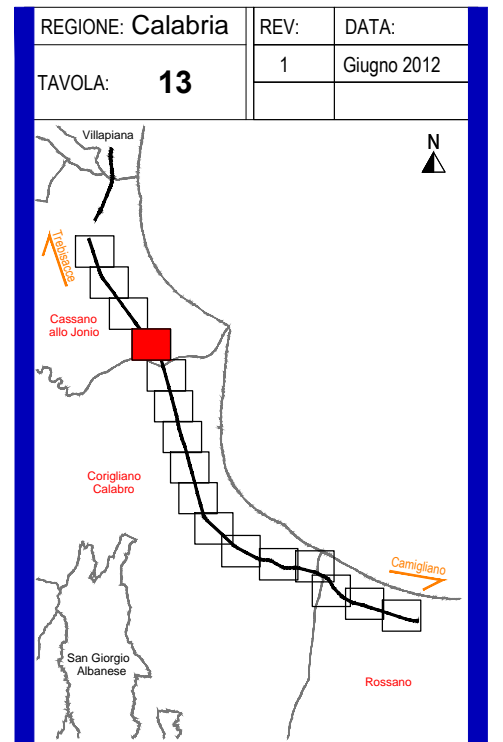 REGIONE: Calabria
REV:
DATA:
TAVOLA: 13
1
Giugno 2012
Villapiana
N
Trebisacce
Cassano
allo Jonio
Corigliano
Calabro
Camigliano
San Giorgio
Albanese
Rossano